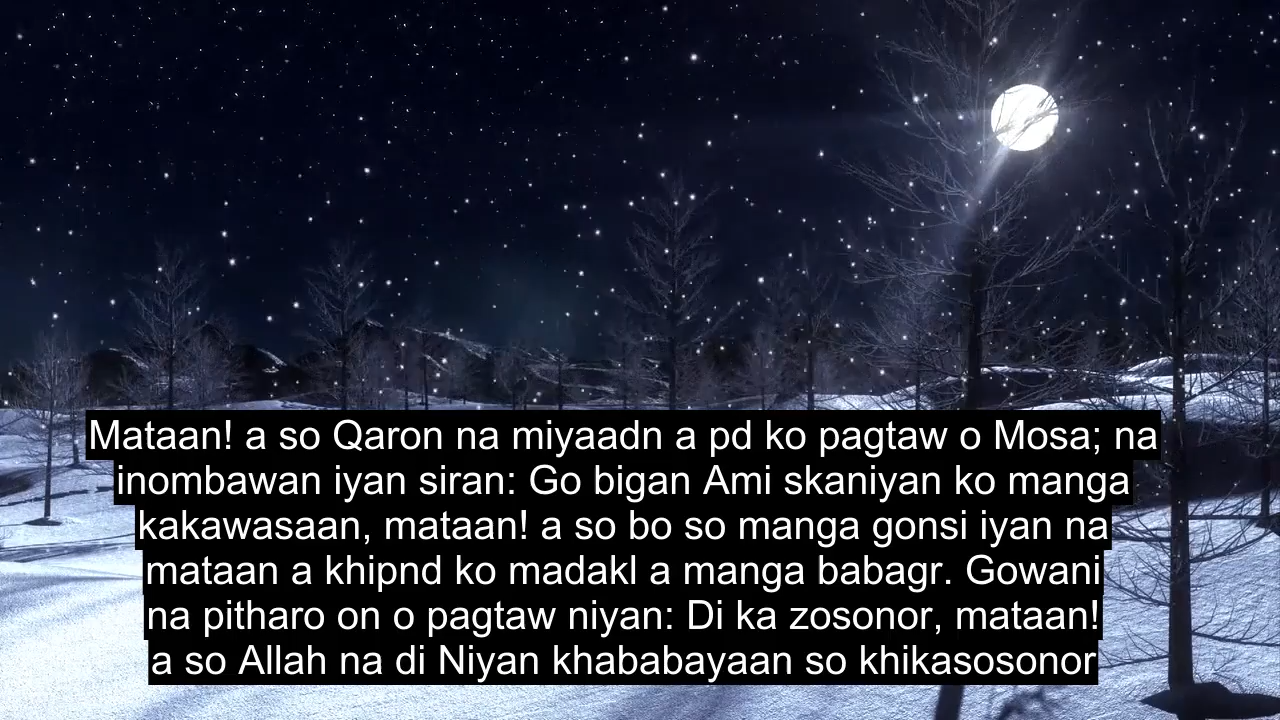 Mataan! a so Qaron na miyaadn a pd ko pagtaw o Mosa; na
inombawan iyan siran: Go bigan Ami skaniyan ko manga
kakawasaan, mataan! a so bo so manga gonsi iyan na
mataan a khipnd ko madakl a manga babagr. Gowani
na pitharo on o pagtaw niyan: Di ka zosonor, mataan!
a so Allah na di Niyan khababayaan so khikasosonor